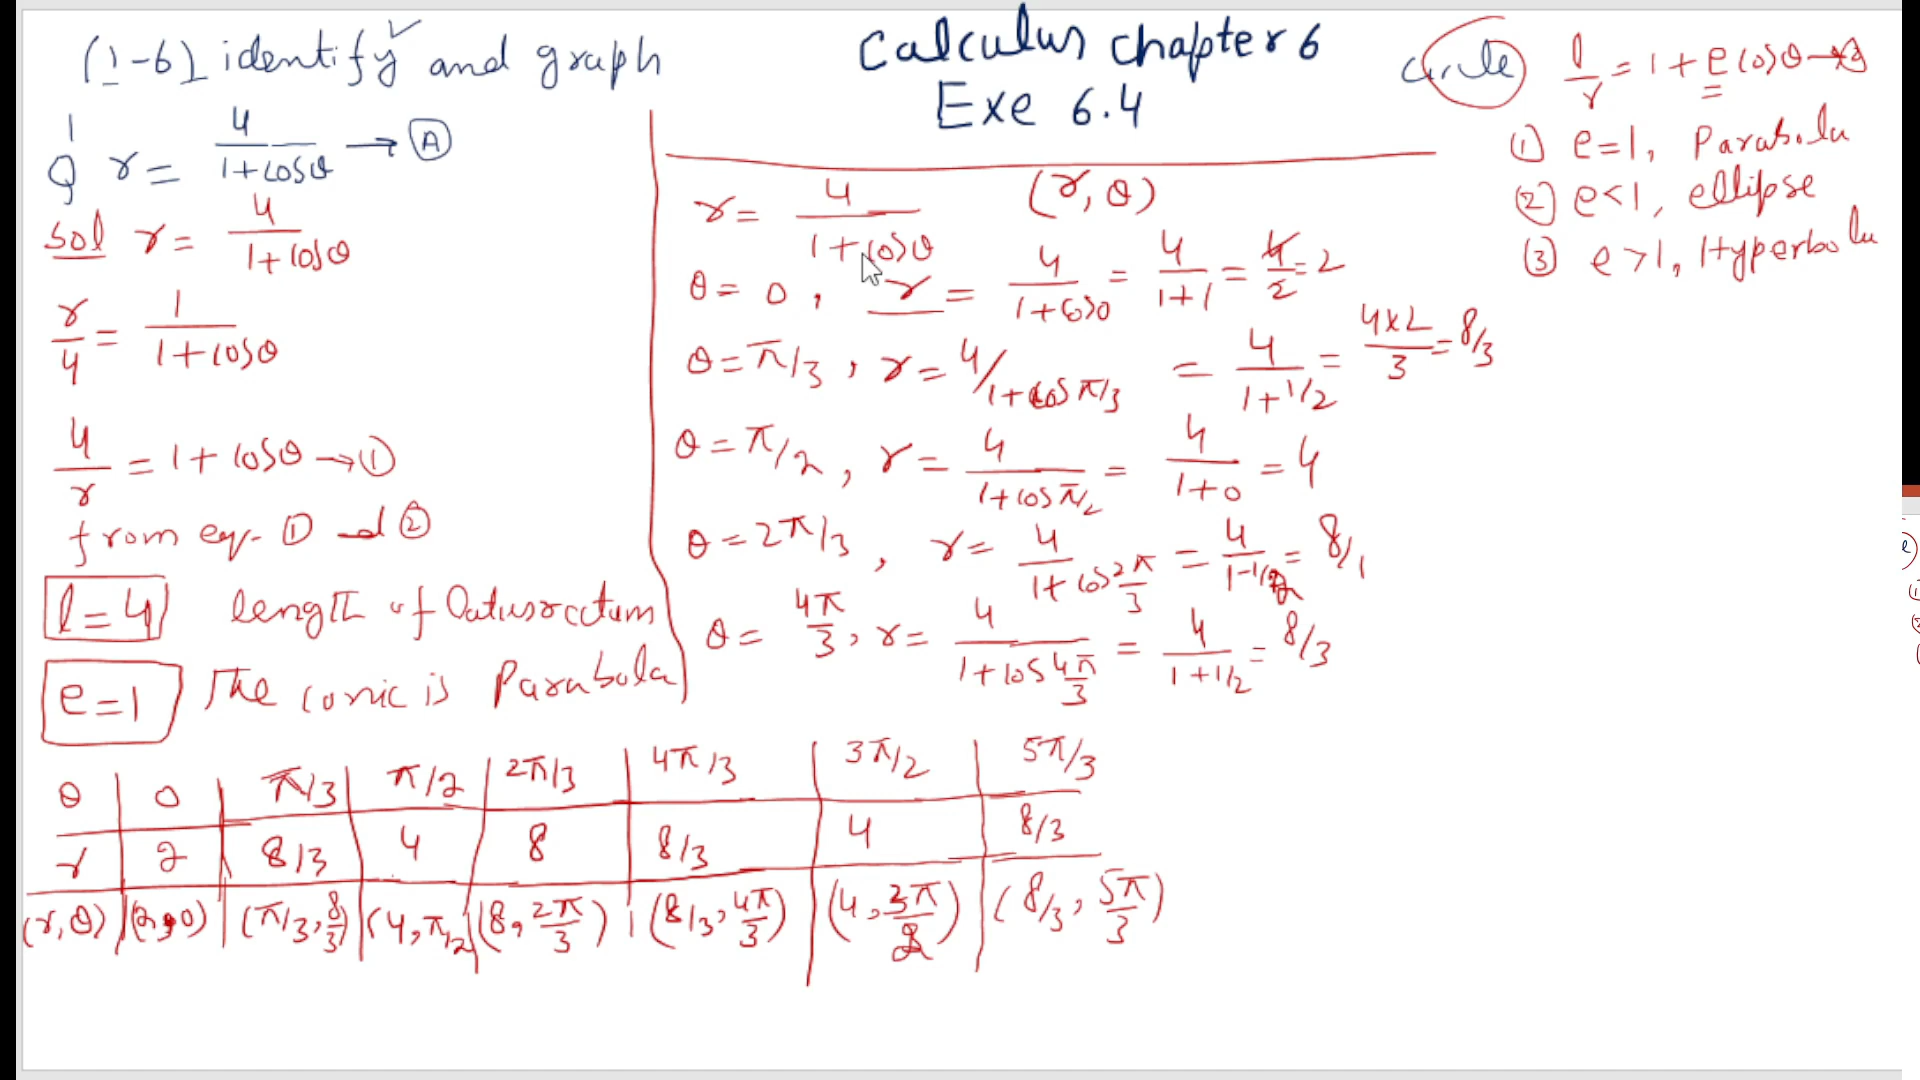 (1-6) identify and graph
Calculus chapter 6
Exe 6.4
circle l/r = 1 + e cosθ → ②
① e=1, Parabola
② e<1, ellipse
③ e>1, Hyperbola
Q 1 r = 4/(1+cosθ) → Ⓐ
sol r = 4/(1+cosθ)
r/4 = 1/(1+cosθ)
4/r = 1 + cosθ → ①
from eq. ① and ②
l=4 length of Latusrectum
e=1 The conic is Parabola
r = 4/(1+cosθ) (r, θ)
θ = 0, r = 4/(1+cos0) = 4/(1+1) = 4/2 = 2
θ = π/3, r = 4/1+cos π/3 = 4/(1+1/2) = 4×2/3 = 8/3
θ = π/2, r = 4/(1+cos π/2) = 4/(1+0) = 4
θ = 2π/3, r = 4/(1+cos 2π/3) = 4/(1-1/2) = 8/1
θ = 4π/3, r = 4/(1+cos 4π/3) = 4/(1+1/2) = 8/3
θ | 0 | π/3 | π/2 | 2π/3 | 4π/3 | 3π/2 | 5π/3
r | 2 | 8/3 | 4 | 8 | 8/3 | 4 | 8/3
(r, θ) | (2, 0) | (π/3, 8/3) | (4, π/2 | (8, 2π/3) | (8/3, 4π/3) | (4, 3π/2) | (8/3, 5π/3)